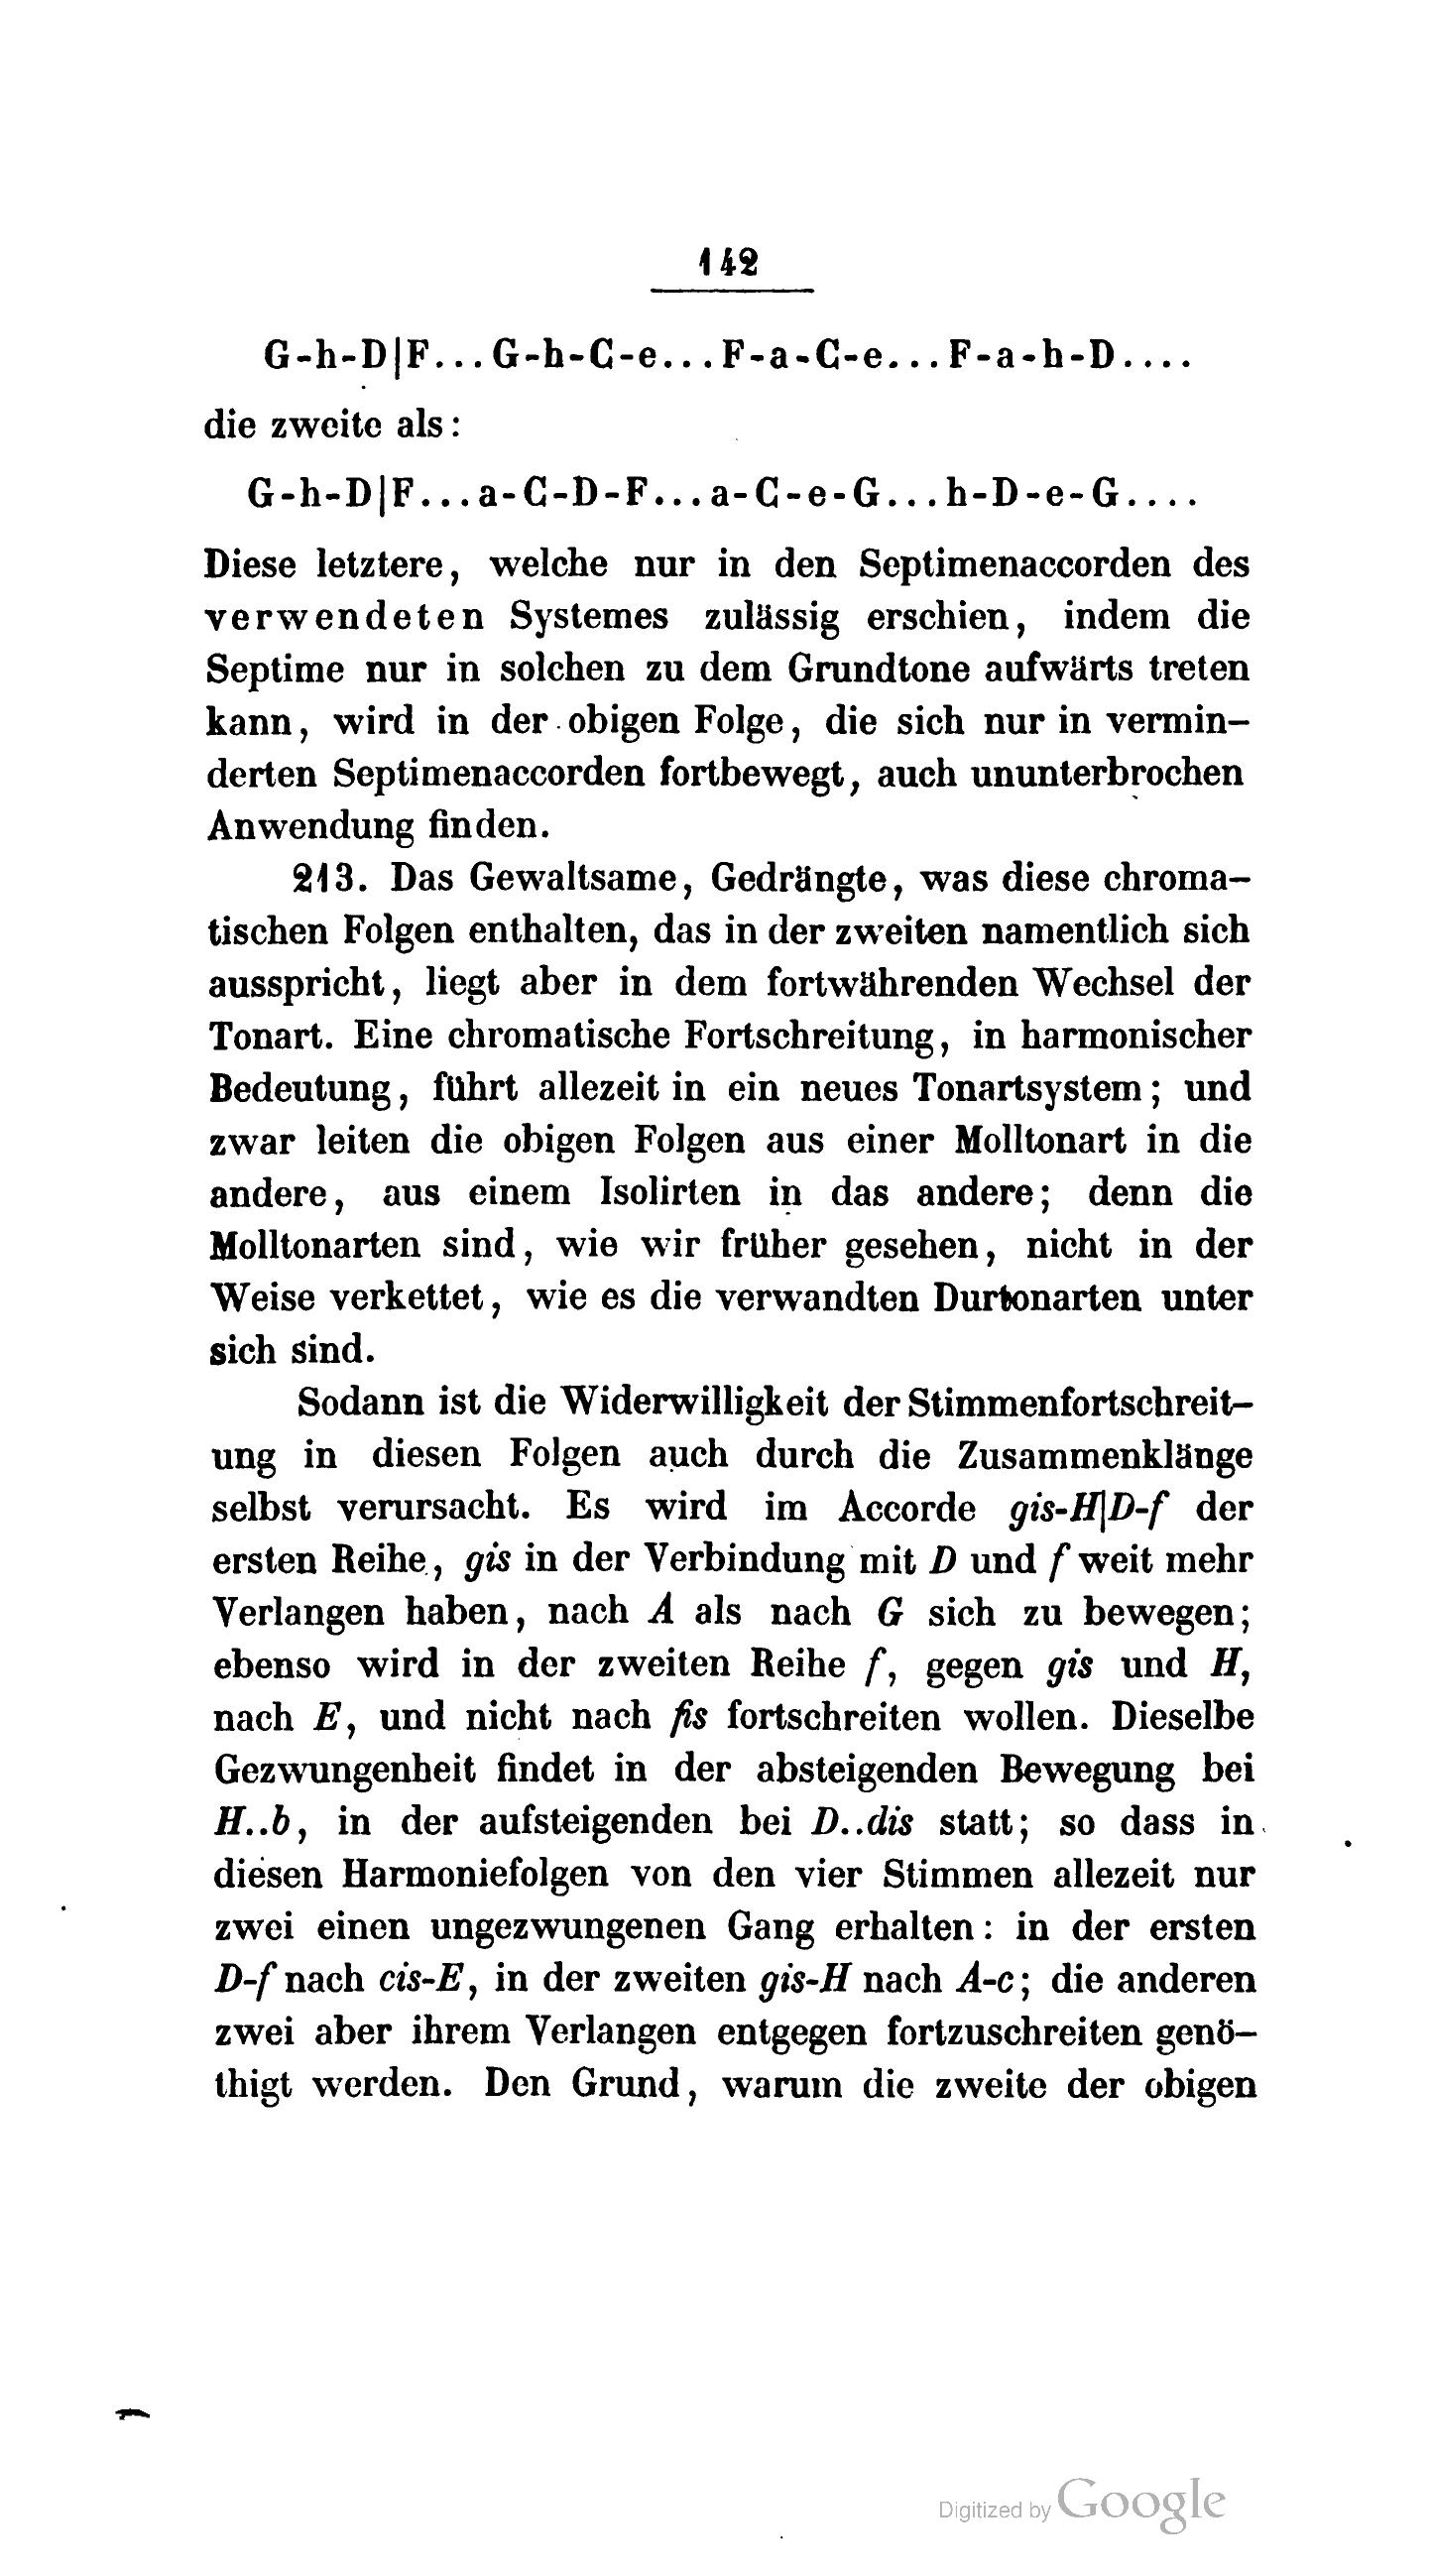 142
G-h-D|F...G-h-C-e...F-a-C-e...F-a-h-D....
die zweite als:
G-h-D|F...a-C-D-F...a-C-e-G...h-D-e-G....
Diese letztere, welche nur in den Septimenaccorden des
verwendeten Systemes zulässig erschien, indem die
Septime nur in solchen zu dem Grundtone aufwärts treten
kann, wird in der obigen Folge, die sich nur in vermin-
derten Septimenaccorden fortbewegt, auch ununterbrochen
Anwendung finden.
213. Das Gewaltsame, Gedrängte, was diese chroma-
tischen Folgen enthalten, das in der zweiten namentlich sich
ausspricht, liegt aber in dem fortwährenden Wechsel der
Tonart. Eine chromatische Fortschreitung, in harmonischer
Bedeutung, führt allezeit in ein neues Tonartsystem; und
zwar leiten die obigen Folgen aus einer Molltonart in die
andere, aus einem Isolirten in das andere; denn die
Molltonarten sind, wie wir früher gesehen, nicht in der
Weise verkettet, wie es die verwandten Durtonarten unter
sich sind.
Sodann ist die Widerwilligkeit der Stimmenfortschreit-
ung in diesen Folgen auch durch die Zusammenklänge
selbst verursacht. Es wird im Accorde gis-H|D-f der
ersten Reihe, gis in der Verbindung mit D und f weit mehr
Verlangen haben, nach A als nach G sich zu bewegen;
ebenso wird in der zweiten Reihe f, gegen gis und H,
nach E, und nicht nach fis fortschreiten wollen. Dieselbe
Gezwungenheit findet in der absteigenden Bewegung bei
H..b, in der aufsteigenden bei D..dis statt; so dass in
diesen Harmoniefolgen von den vier Stimmen allezeit nur
zwei einen ungezwungenen Gang erhalten: in der ersten
D-f nach cis-E, in der zweiten gis-H nach A-c; die anderen
zwei aber ihrem Verlangen entgegen fortzuschreiten genö-
thigt werden. Den Grund, warum die zweite der obigen
Digitized by Google